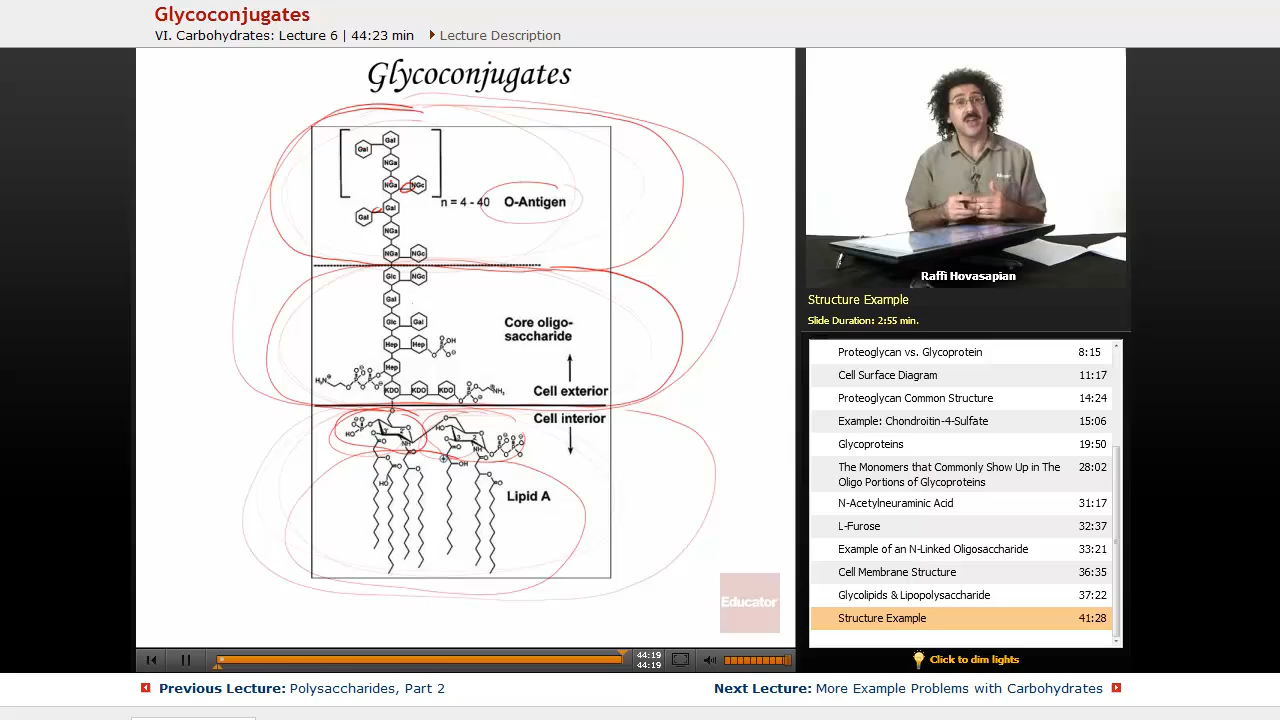 Glycoconjugates
VI. Carbohydrates: Lecture 6 | 44:23 min
Lecture Description
Glycoconjugates
Gal
Gal
NGa
NGa
NGc
n = 4 - 40
O-Antigen
Gal
Gal
NGa
NGa
NGc
Glc
NGc
Gal
Glc
Gal
Core oligo-
saccharide
Hep
Hep
Hep
KDO
KDO
KDO
Cell exterior
Cell interior
Lipid A
Educator
Raffi Hovasapian
Structure Example
Slide Duration: 2:55 min.
Proteoglycan vs. Glycoprotein 8:15
Cell Surface Diagram 11:17
Proteoglycan Common Structure 14:24
Example: Chondroitin-4-Sulfate 15:06
Glycoproteins 19:50
The Monomers that Commonly Show Up in The
Oligo Portions of Glycoproteins 28:02
N-Acetylneuraminic Acid 31:17
L-Furose 32:37
Example of an N-Linked Oligosaccharide 33:21
Cell Membrane Structure 36:35
Glycolipids & Lipopolysaccharide 37:22
Structure Example 41:28
44:19
44:19
Click to dim lights
Previous Lecture: Polysaccharides, Part 2
Next Lecture: More Example Problems with Carbohydrates